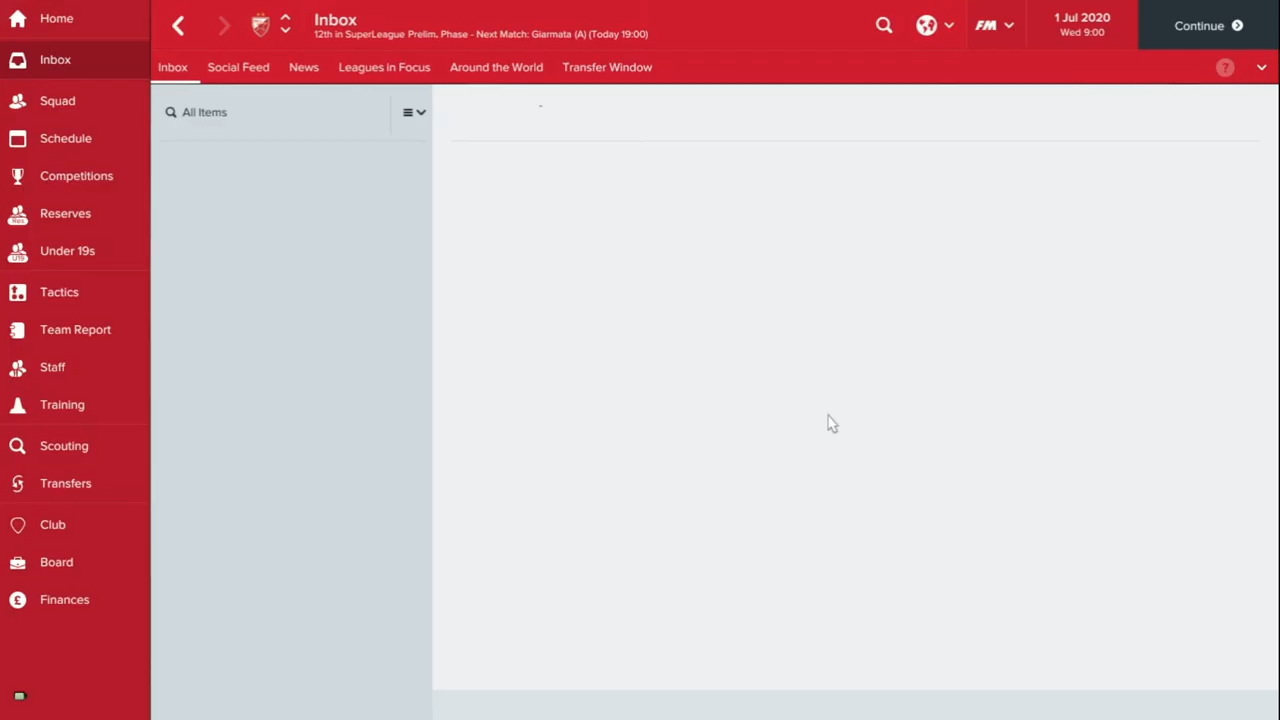 Home
Inbox
Squad
Schedule
Competitions
Reserves
Under 19s
Tactics
Team Report
Staff
Training
Scouting
Transfers
Club
Board
Finances
Inbox
12th in SuperLeague Prelim. Phase - Next Match: Giarmata (A) (Today 19:00)
FM
1 Jul 2020
Wed 9:00
Continue
Inbox Social Feed News Leagues in Focus Around the World Transfer Window
?
All Items
-